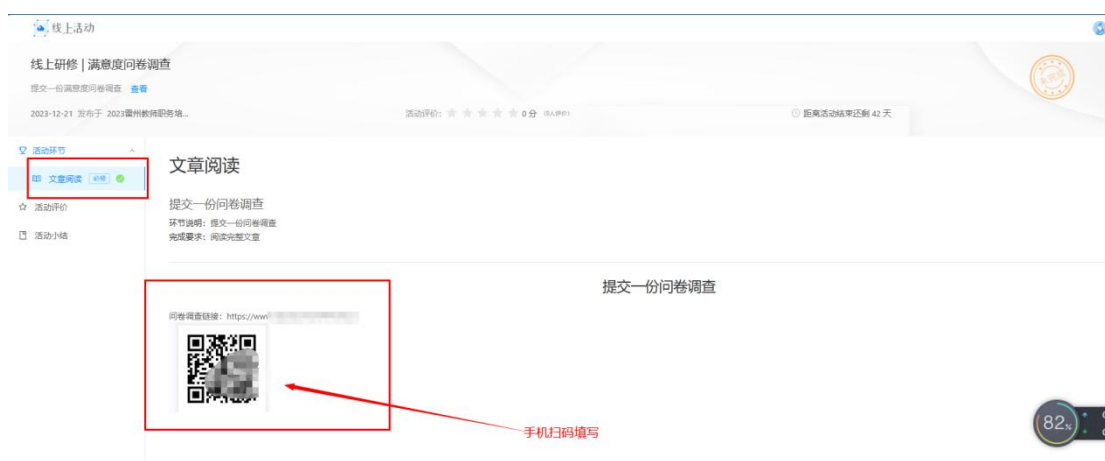 线上活动
线上研修 | 满意度问卷调查
提交一份满意度问卷调查 查看
2023-12-21 发布于 2023雷州教师职务培...
活动评价: 0 分 (0人评价)
距离活动结束还剩 42 天
活动环节
文章阅读 必修
活动评价
活动小结
文章阅读
提交一份问卷调查
环节说明: 提交一份问卷调查
完成要求: 阅读完整文章
提交一份问卷调查
问卷调查链接: https://ww
手机扫码填写
82%